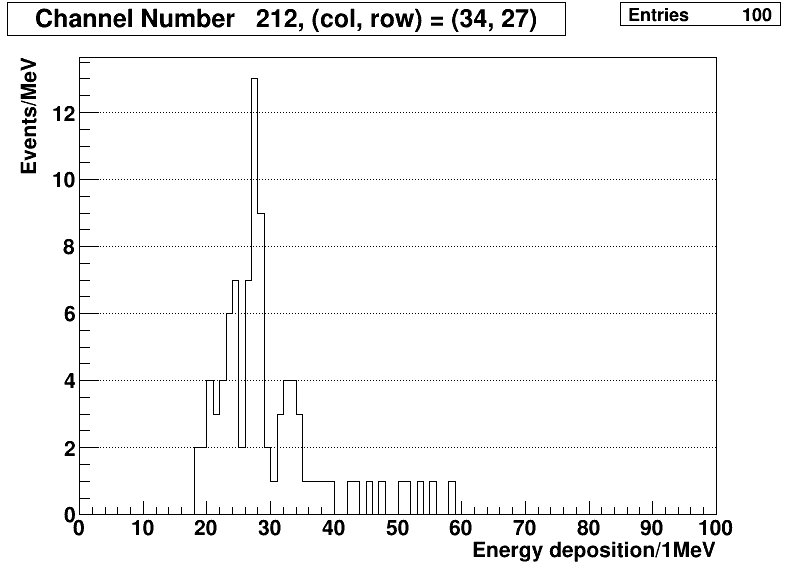 Channel Number 212, (col, row) = (34, 27)
Entries 100
Events/MeV
12
10
8
6
4
2
0
0 10 20 30 40 50 60 70 80 90 100
Energy deposition/1MeV